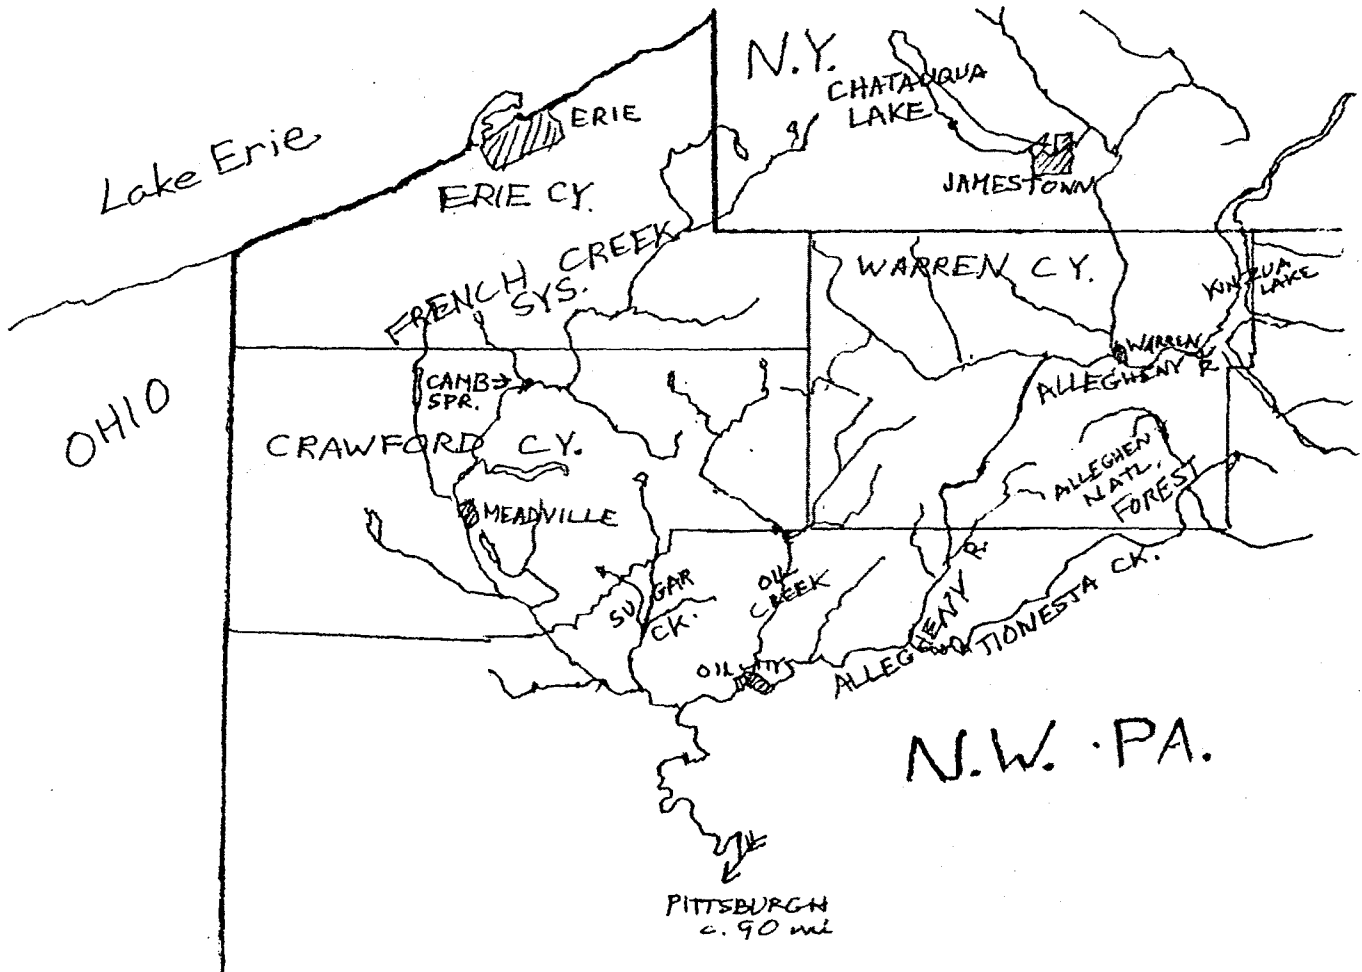 N.Y.
CHATAUQUA
LAKE
ERIE
Lake Erie
JAMESTOWN
ERIE CY.
FRENCH CREEK
SYS.
WARREN CY.
KINZUA
LAKE
WARREN
ALLEGHENY R.
CAMB→
SPR.
OHIO
CRAWFORD CY.
ALLEGHENY
NATL.
FOREST
MEADVILLE
SUGAR
CK.
OIL
CREEK
ALLEGHENY R.
TIONESTA CK.
OIL CITY
N.W. PA.
PITTSBURGH
c. 90 mi